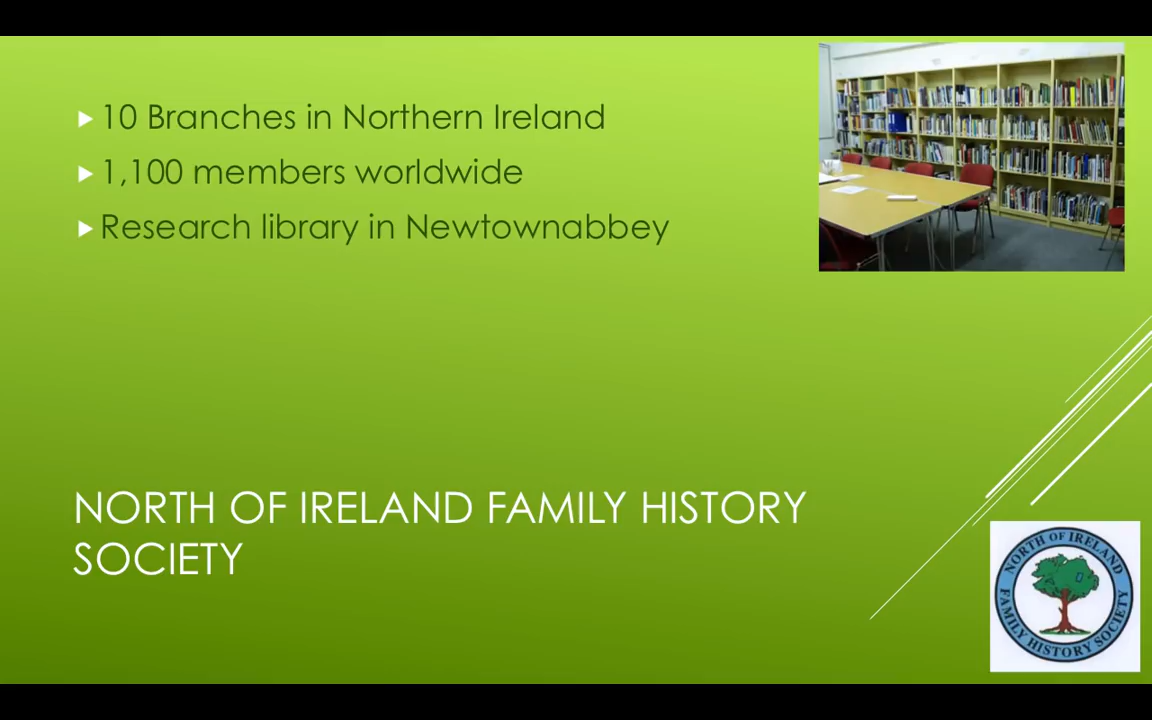 10 Branches in Northern Ireland
1,100 members worldwide
Research library in Newtownabbey
NORTH OF IRELAND FAMILY HISTORY
SOCIETY
NORTH OF IRELAND
FAMILY HISTORY SOCIETY